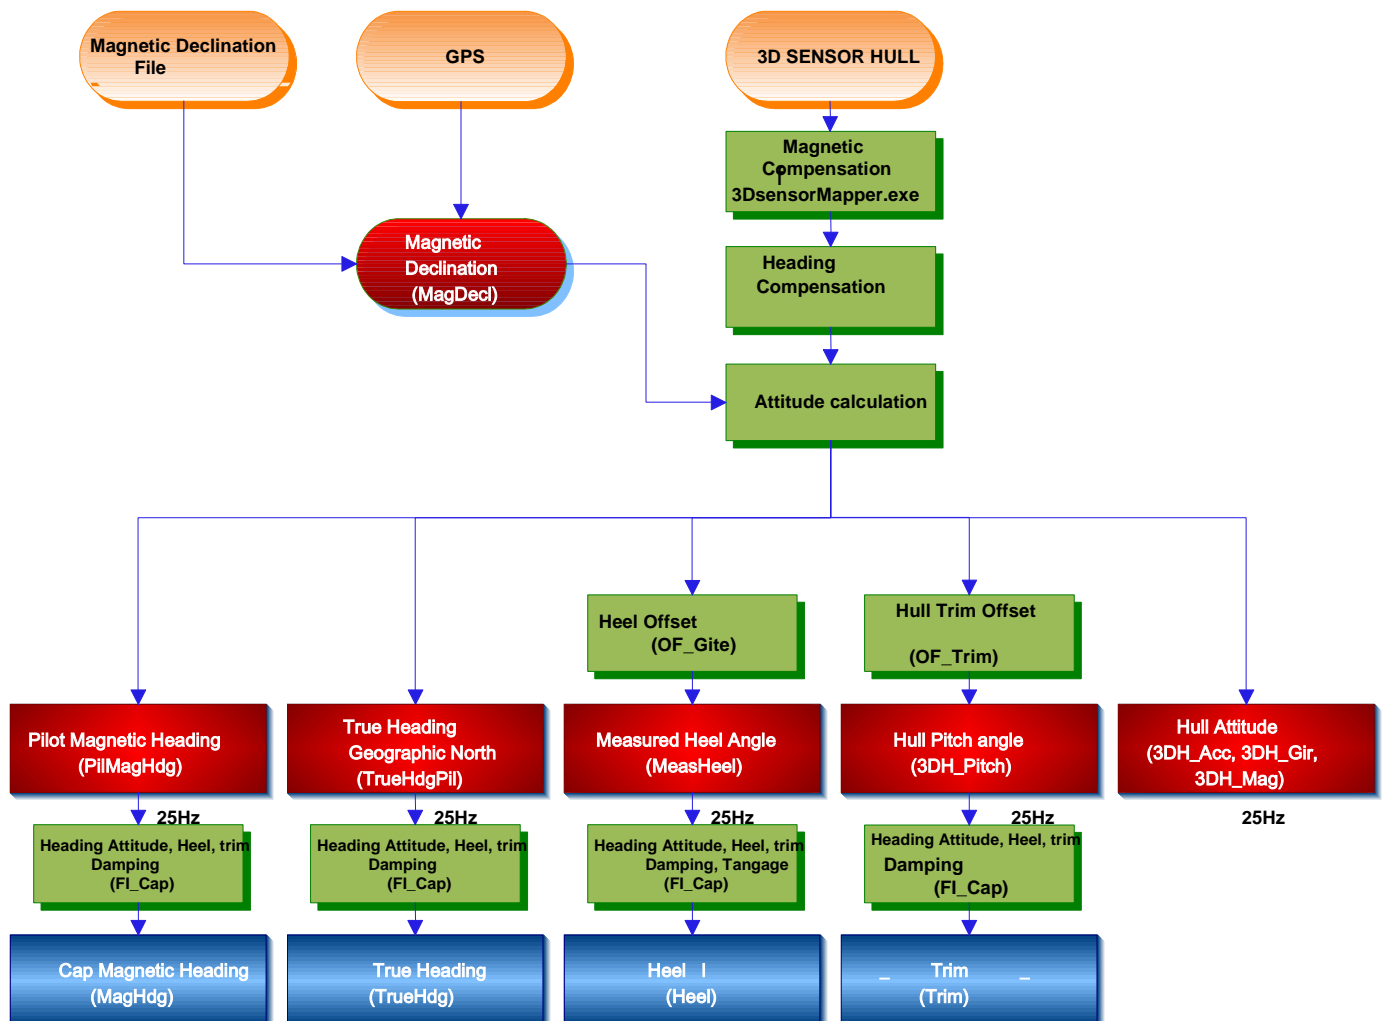 Magnetic Declination
File
GPS
3D SENSOR HULL
Magnetic
Compensation
3DsensorMapper.exe
Magnetic
Declination
(MagDecl)
Heading
Compensation
Attitude calculation
Heel Offset
(OF_Gite)
Hull Trim Offset
(OF_Trim)
Pilot Magnetic Heading
(PilMagHdg)
True Heading
Geographic North
(TrueHdgPil)
Measured Heel Angle
(MeasHeel)
Hull Pitch angle
(3DH_Pitch)
Hull Attitude
(3DH_Acc, 3DH_Gir,
3DH_Mag)
25Hz
25Hz
25Hz
25Hz
25Hz
Heading Attitude, Heel, trim
Damping
(FI_Cap)
Heading Attitude, Heel, trim
Damping
(FI_Cap)
Heading Attitude, Heel, trim
Damping, Tangage
(FI_Cap)
Heading Attitude, Heel, trim
Damping
(FI_Cap)
Cap Magnetic Heading
(MagHdg)
True Heading
(TrueHdg)
Heel l
(Heel)
_ Trim _
(Trim)